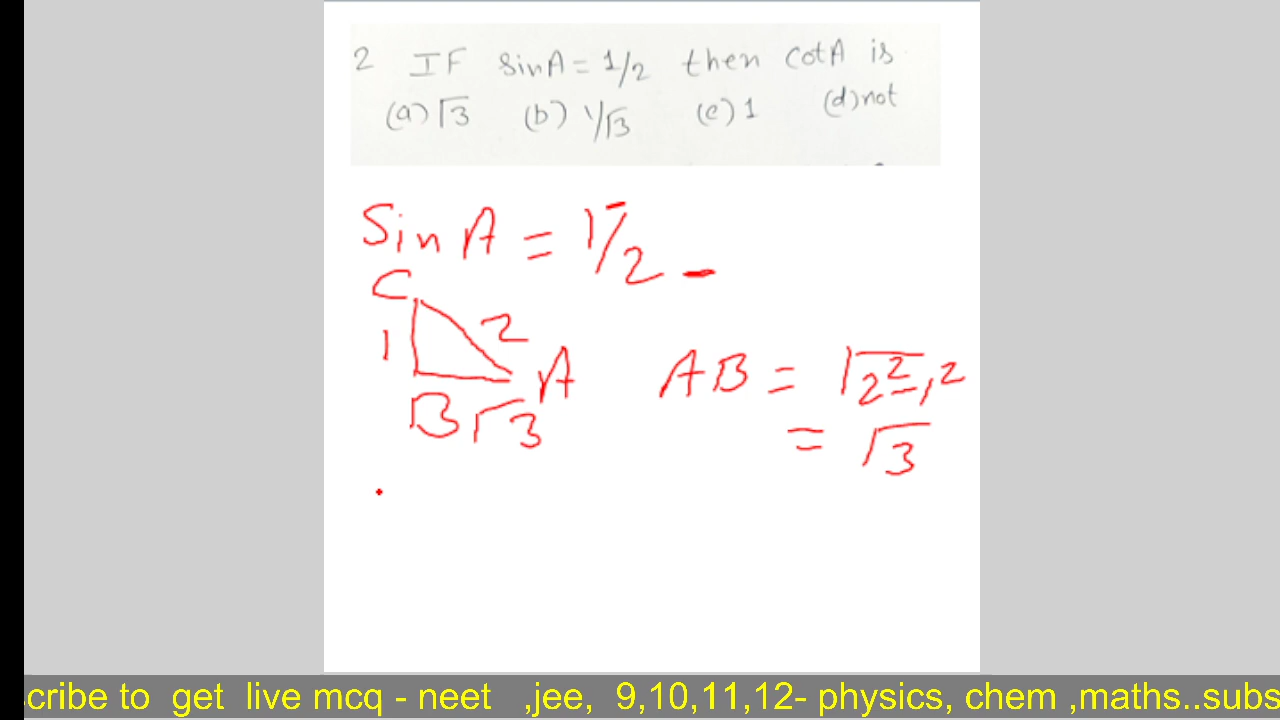 2 IF sinA = 1/2 then cotA is
(a) √3 (b) 1/√3 (c) 1 (d) not
Sin A = 1/2 -
C
1 2
A
B √3
AB = √2²-1²
= √3
cribe to get live mcq - neet ,jee, 9,10,11,12- physics, chem ,maths..subs